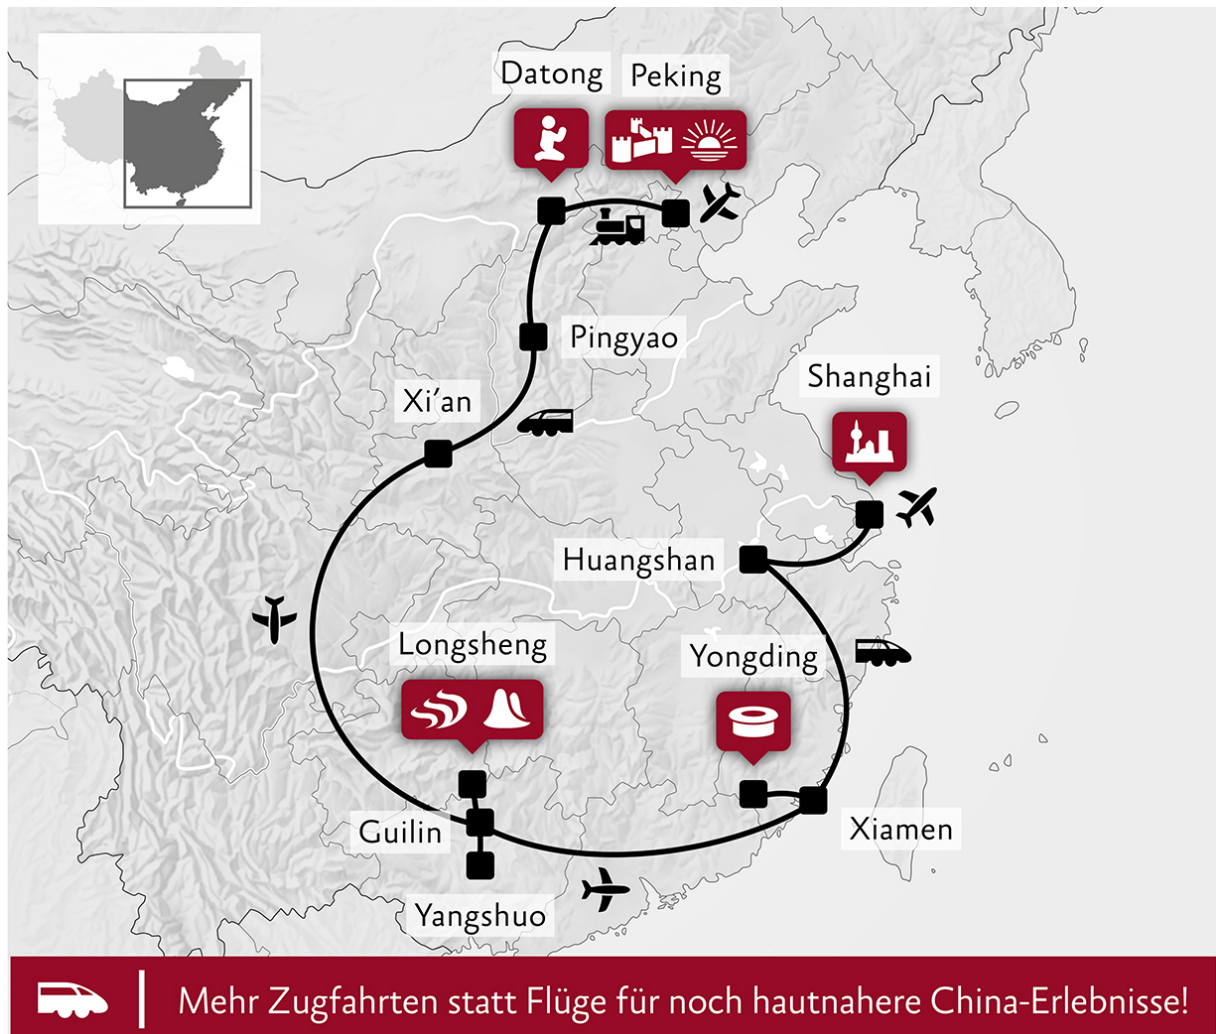 Datong
Peking
Pingyao
Shanghai
Xi'an
Huangshan
Longsheng
Yongding
Guilin
Xiamen
Yangshuo
Mehr Zugfahrten statt Flüge für noch hautnahere China-Erlebnisse!